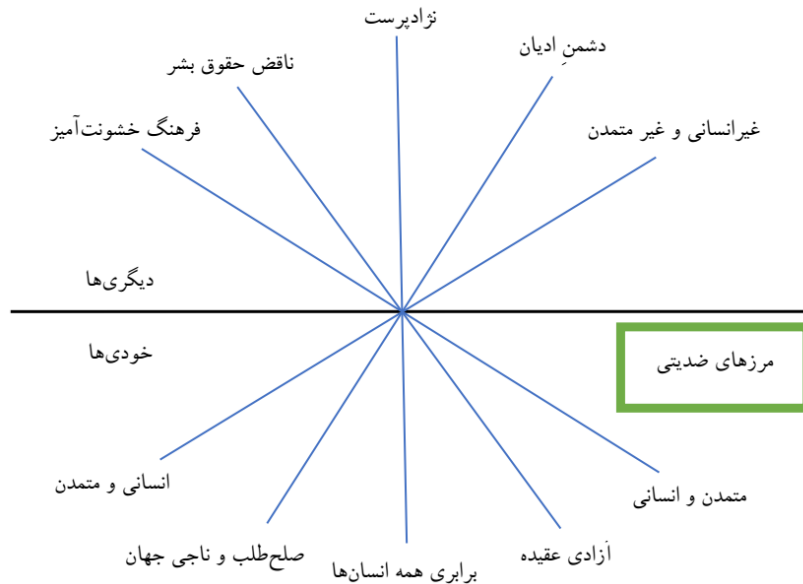 نژادپرست
دشمنِ ادیان
ناقض حقوق بشر
غیرانسانی و غیر متمدن
فرهنگ خشونت‌آمیز
دیگری‌ها
خودی‌ها
مرزهای ضدیتی
انسانی و متمدن
متمدن و انسانی
صلح‌طلب و ناجی جهان
آزادی عقیده
برابری همه انسان‌ها